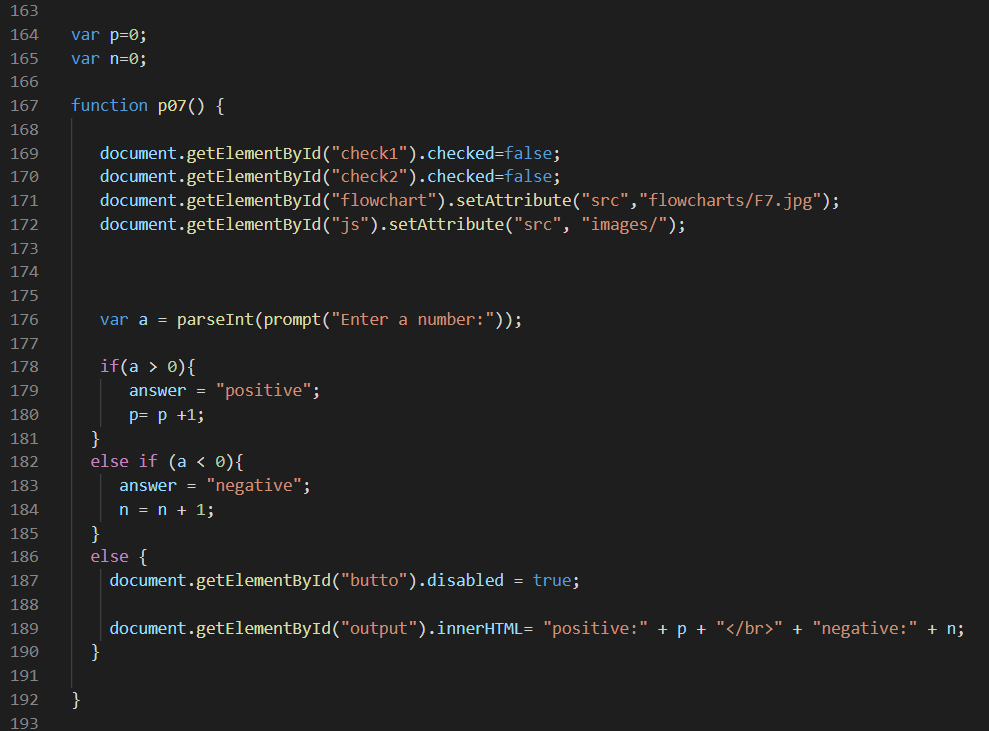 163
164 var p=0;
165 var n=0;
166
167 function p07() {
168
169 document.getElementById("check1").checked=false;
170 document.getElementById("check2").checked=false;
171 document.getElementById("flowchart").setAttribute("src","flowcharts/F7.jpg");
172 document.getElementById("js").setAttribute("src", "images/");
173
174
175
176 var a = parseInt(prompt("Enter a number:"));
177
178 if(a > 0){
179 answer = "positive";
180 p= p +1;
181 }
182 else if (a < 0){
183 answer = "negative";
184 n = n + 1;
185 }
186 else {
187 document.getElementById("butto").disabled = true;
188
189 document.getElementById("output").innerHTML= "positive:" + p + "</br>" + "negative:" + n;
190 }
191
192 }
193